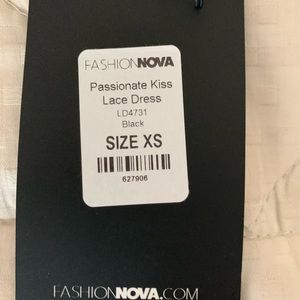 FASHIONNOVA
Passionate Kiss
Lace Dress
LD4731
Black
SIZE XS
627906
FASHIONNOVA.COM